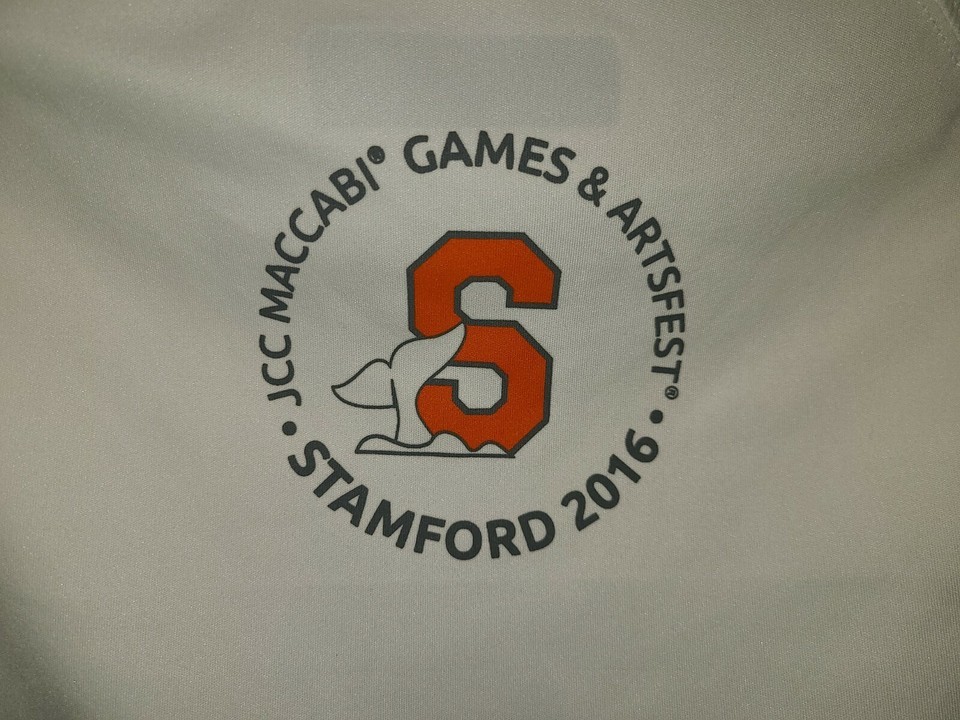 JCC MACCABI® GAMES & ARTSFEST®
• STAMFORD 2016 •
S